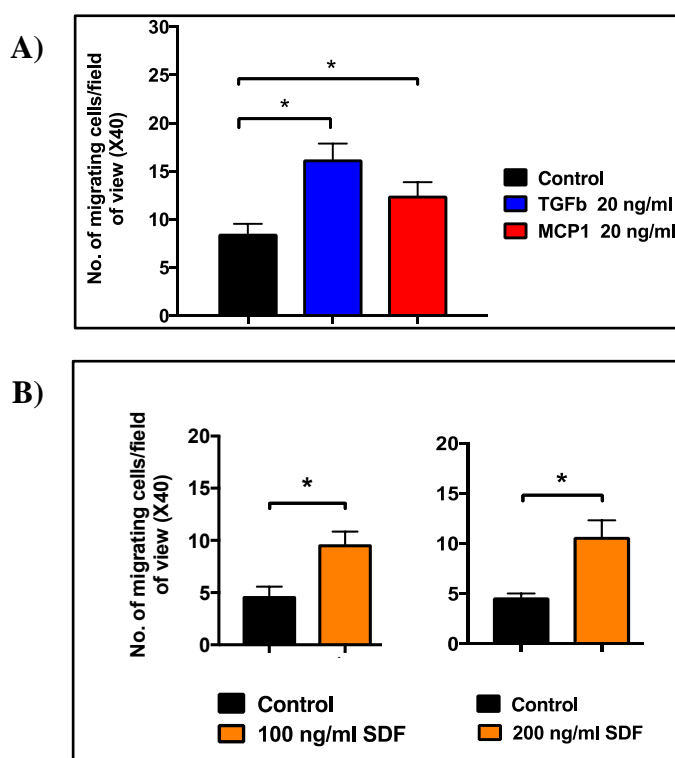 A)
No. of migrating cells/field
of view (X40)
30
25
20
15
10
5
0
*
*
Control
TGFb 20 ng/ml
MCP1 20 ng/ml
B)
No. of migrating cells/field
of view (X40)
20
15
10
5
0
*
Control
100 ng/ml SDF
20
15
10
5
0
*
Control
200 ng/ml SDF